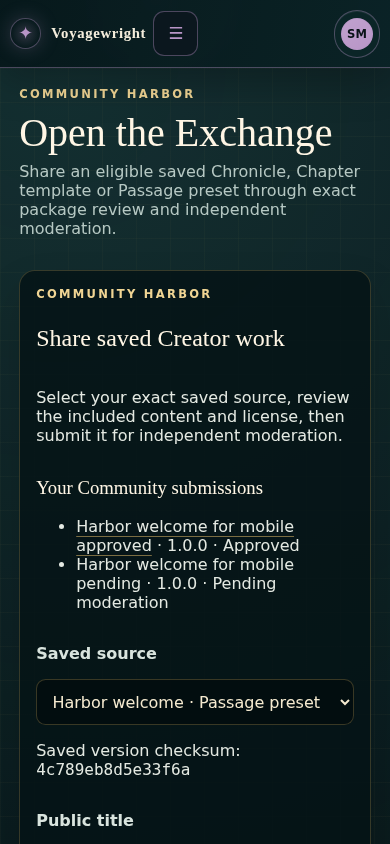 Voyagewright
SM
COMMUNITY HARBOR
Open the Exchange
Share an eligible saved Chronicle, Chapter
template or Passage preset through exact
package review and independent
moderation.
COMMUNITY HARBOR
Share saved Creator work
Select your exact saved source, review
the included content and license, then
submit it for independent moderation.
Your Community submissions
Harbor welcome for mobile
approved · 1.0.0 · Approved
Harbor welcome for mobile
pending · 1.0.0 · Pending
moderation
Saved source
Harbor welcome · Passage preset
Saved version checksum:
4c789eb8d5e33f6a
Public title